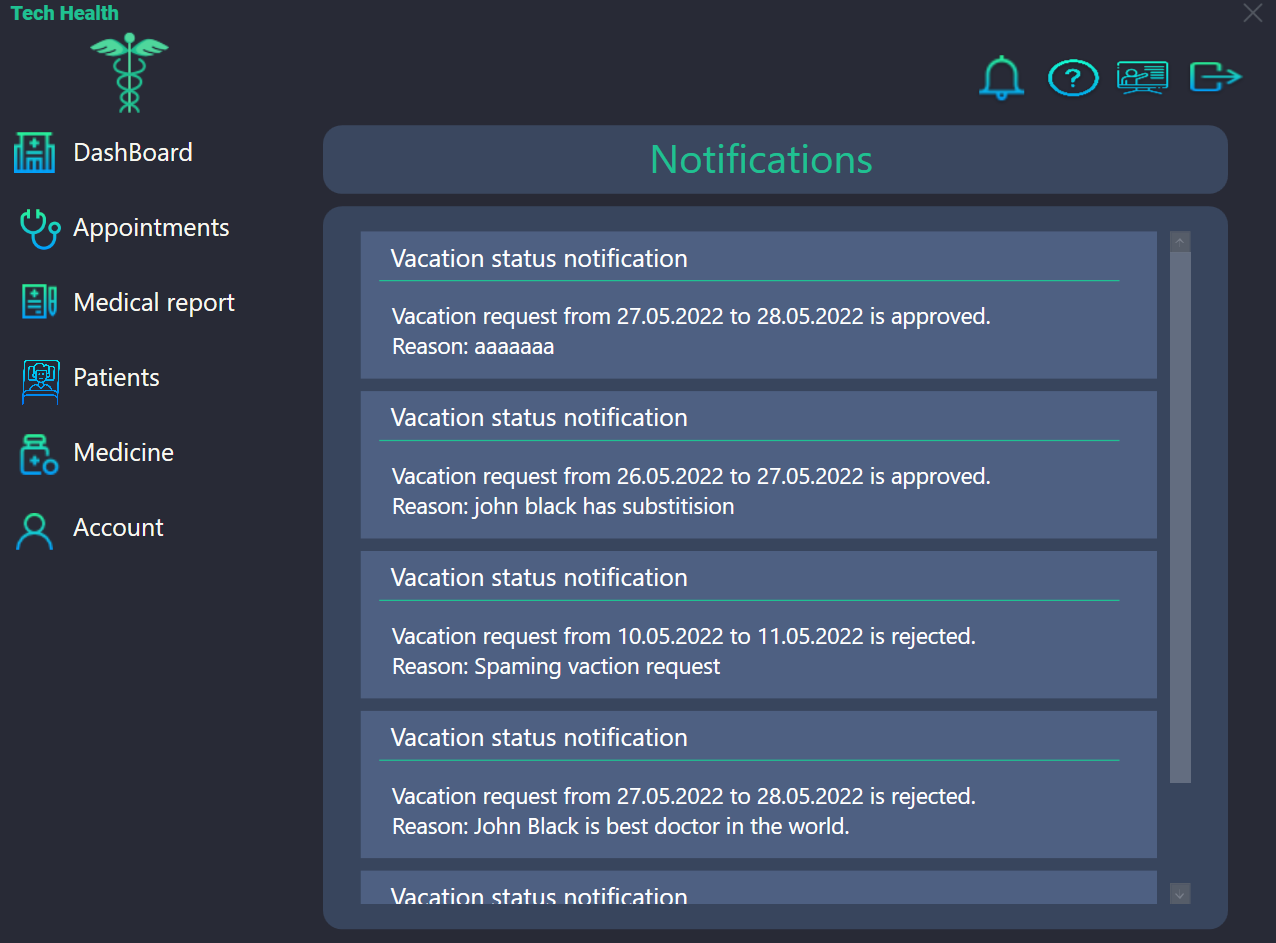 Tech Health
DashBoard
Appointments
Medical report
Patients
Medicine
Account
Notifications
Vacation status notification
Vacation request from 27.05.2022 to 28.05.2022 is approved.
Reason: aaaaaaa
Vacation status notification
Vacation request from 26.05.2022 to 27.05.2022 is approved.
Reason: john black has substitision
Vacation status notification
Vacation request from 10.05.2022 to 11.05.2022 is rejected.
Reason: Spaming vaction request
Vacation status notification
Vacation request from 27.05.2022 to 28.05.2022 is rejected.
Reason: John Black is best doctor in the world.
Vacation status notification